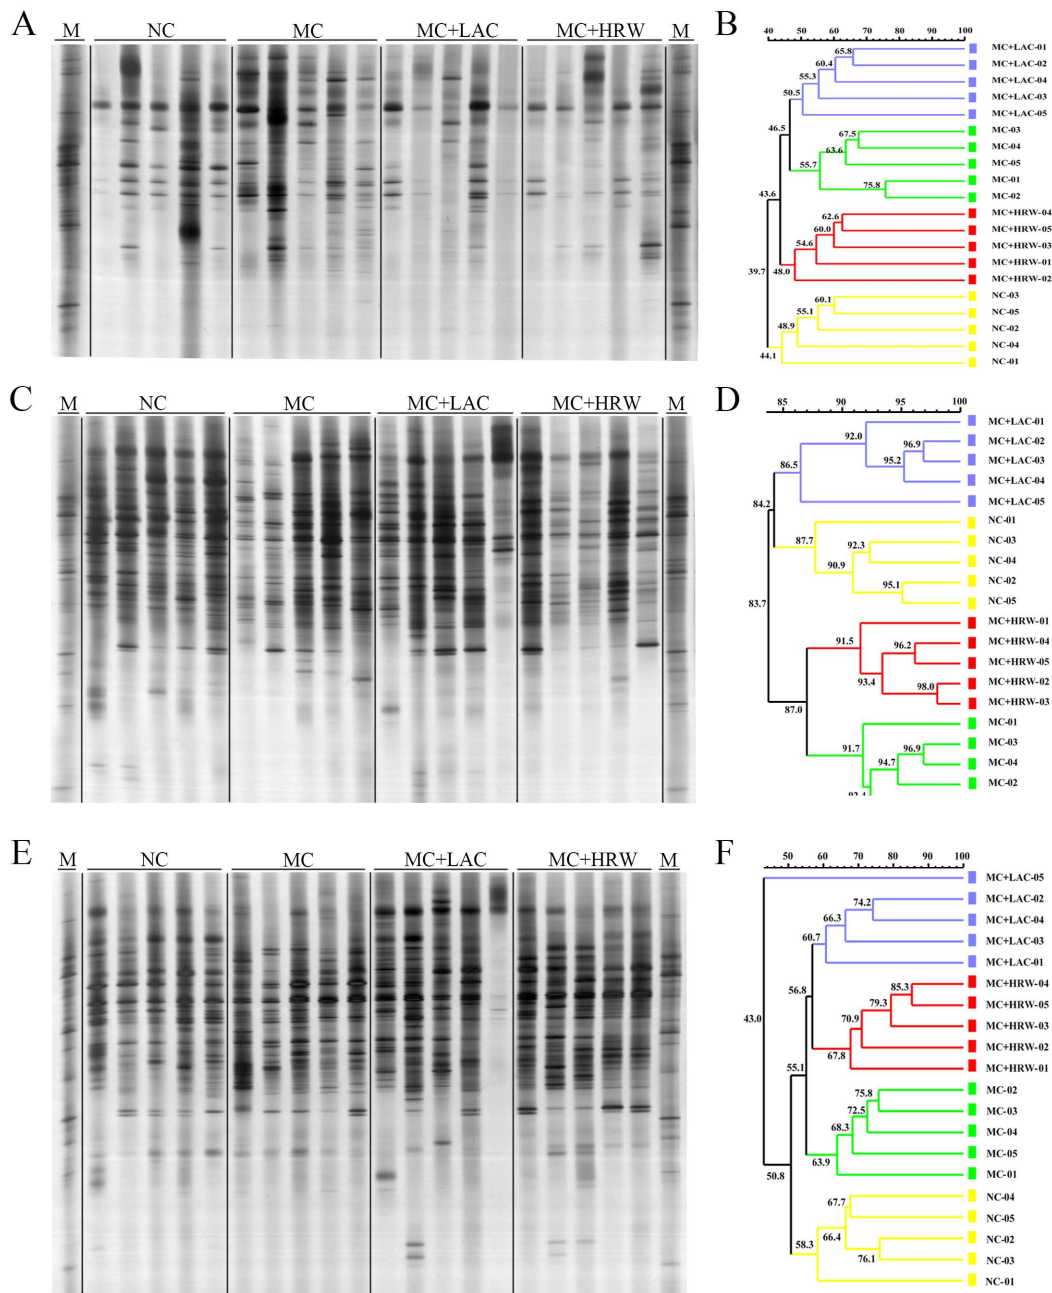 A
M NC MC MC+LAC MC+HRW M
B
40 50 60 70 80 90 100
65.8
60.4
55.3
50.5
46.5
67.5
63.6
55.7
75.8
43.6
62.6
60.0
54.6
48.0
39.7
60.1
55.1
48.9
44.1
MC+LAC-01
MC+LAC-02
MC+LAC-04
MC+LAC-03
MC+LAC-05
MC-03
MC-04
MC-05
MC-01
MC-02
MC+HRW-04
MC+HRW-05
MC+HRW-03
MC+HRW-01
MC+HRW-02
NC-03
NC-05
NC-02
NC-04
NC-01
C
M NC MC MC+LAC MC+HRW M
D
85 90 95 100
92.0
96.9
95.2
86.5
84.2
87.7
92.3
90.9
95.1
83.7
91.5
96.2
93.4
98.0
87.0
91.7
96.9
94.7
MC+LAC-01
MC+LAC-02
MC+LAC-03
MC+LAC-04
MC+LAC-05
NC-01
NC-03
NC-04
NC-02
NC-05
MC+HRW-01
MC+HRW-04
MC+HRW-05
MC+HRW-02
MC+HRW-03
MC-01
MC-03
MC-04
MC-02
E
M NC MC MC+LAC MC+HRW M
F
50 60 70 80 90 100
74.2
66.3
60.7
56.8
85.3
79.3
70.9
67.8
43.0
55.1
75.8
72.5
68.3
63.9
50.8
67.7
66.4
58.3
76.1
MC+LAC-05
MC+LAC-02
MC+LAC-04
MC+LAC-03
MC+LAC-01
MC+HRW-04
MC+HRW-05
MC+HRW-03
MC+HRW-02
MC+HRW-01
MC-02
MC-03
MC-04
MC-05
MC-01
NC-04
NC-05
NC-02
NC-03
NC-01